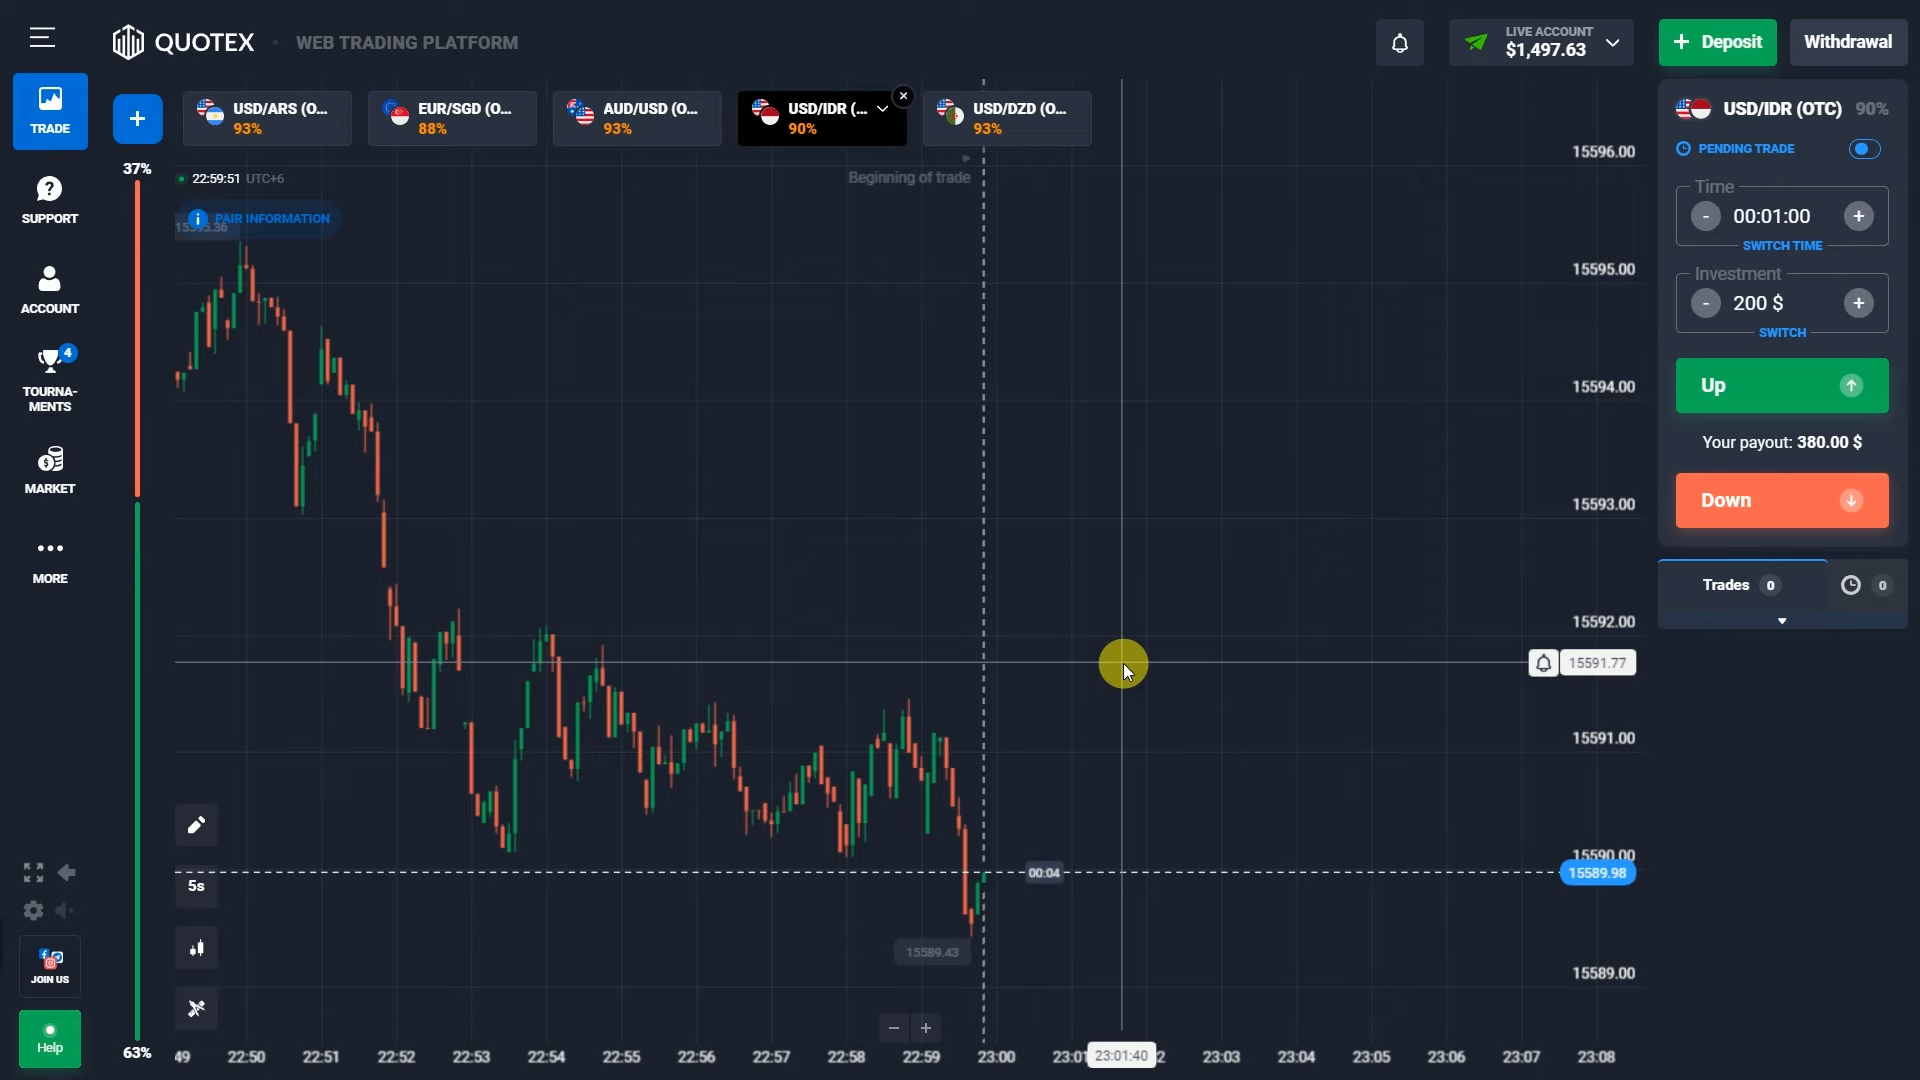 QUOTEX
WEB TRADING PLATFORM
LIVE ACCOUNT
$1,497.63
+ Deposit
Withdrawal
TRADE
SUPPORT
ACCOUNT
4
TOURNA-
MENTS
MARKET
MORE
JOIN US
Help
+
USD/ARS (O...
93%
EUR/SGD (O...
88%
AUD/USD (O...
93%
USD/IDR (...
90%
USD/DZD (O...
93%
37%
63%
22:59:51 UTC+6
Beginning of trade
PAIR INFORMATION
15596.00
15595.00
15594.00
15593.00
15592.00
15591.77
15591.00
15590.00
15589.98
15589.00
00:04
15589.43
5s
- +
49 22:50 22:51 22:52 22:53 22:54 22:55 22:56 22:57 22:58 22:59 23:00 23:01 23:01:40 2 23:03 23:04 23:05 23:06 23:07 23:08
USD/IDR (OTC) 90%
PENDING TRADE
Time
- 00:01:00 +
SWITCH TIME
Investment
- 200 $ +
SWITCH
Up
Your payout: 380.00 $
Down
Trades 0
0